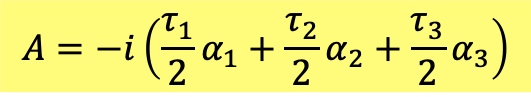 A = −i (τ₁/2 α₁ + τ₂/2 α₂ + τ₃/2 α₃)